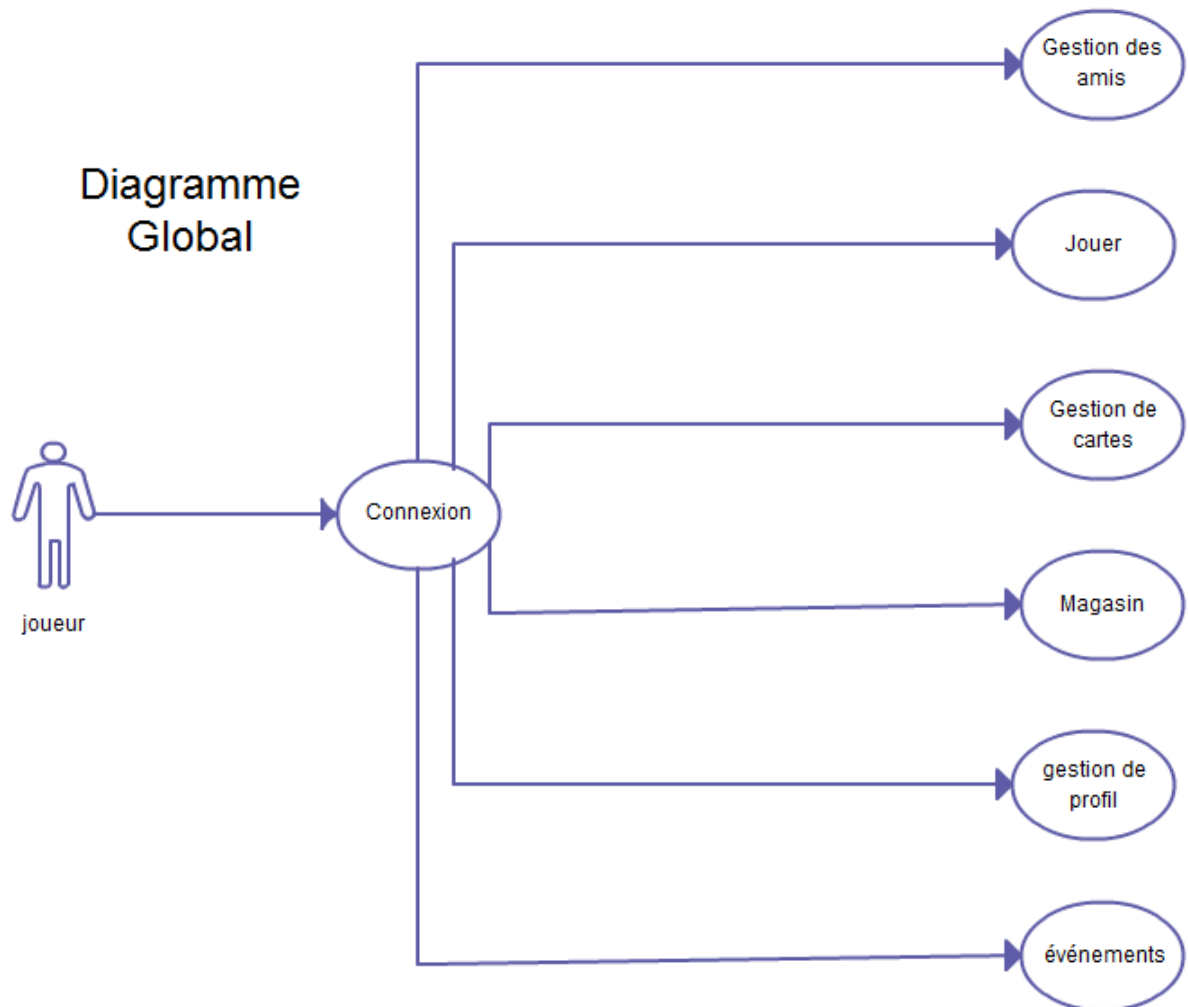 Gestion des
amis
Diagramme
Global
Jouer
Gestion de
cartes
Connexion
joueur
Magasin
gestion de
profil
événements